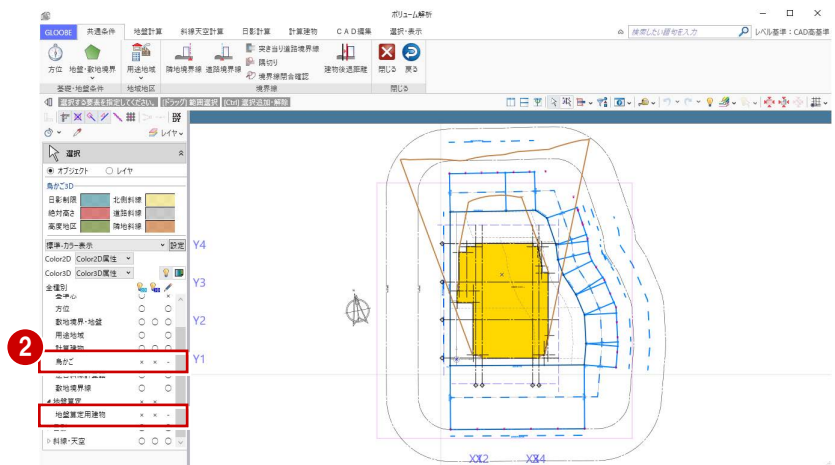 ボリューム解析
GLOOBE 共通条件 地盤計算 斜線天空計算 日影計算 計算建物 CAD編集 選択・表示
検索したい語句を入力
レベル基準：CAD高基準
方位 地盤・敷地境界 用途地域 隣地境界線 道路境界線
突き当り道路境界線
隅切り
境界線閉合確認
建物後退距離 閉じる 戻る
基礎・地盤条件 地域地区 境界線 閉じる
選択する要素を指定してください。 [ドラッグ] 範囲選択 [Ctrl] 選択追加・解除
レイヤ
選択
オブジェクト レイヤ
鳥かご3D
日影制限 北側斜線
絶対高さ 道路斜線
高度地区 隣地斜線
標準-カラー表示 設定
Color2D Color2D属性
Color3D Color3D属性
全種別
方位
敷地境界・地盤
用途地域
計算建物
2
鳥かご × × -
敷地境界線
地盤算定 × ×
地盤算定用建物 × × -
斜線・天空
Y4
Y3
Y2
Y1